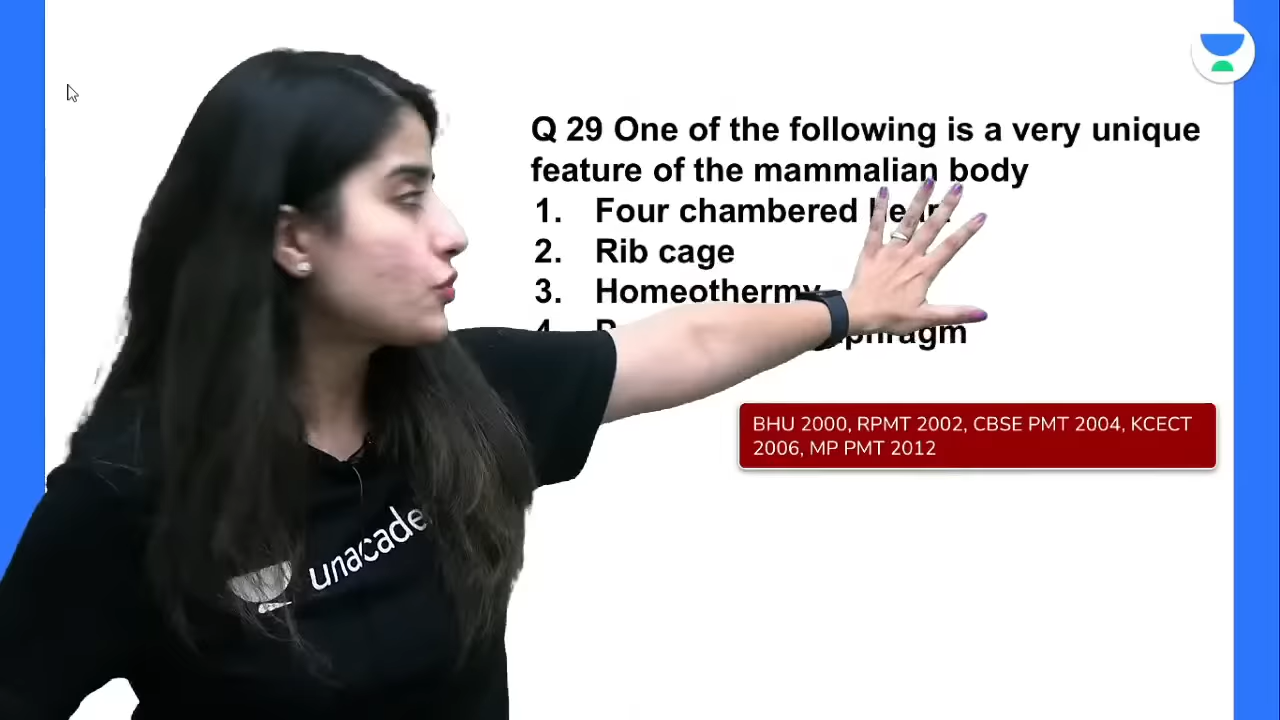 Q 29 One of the following is a very unique
feature of the mammalian body
1. Four chambered
2. Rib cage
3. Homeothermy
4.
BHU 2000, RPMT 2002, CBSE PMT 2004, KCECT
2006, MP PMT 2012